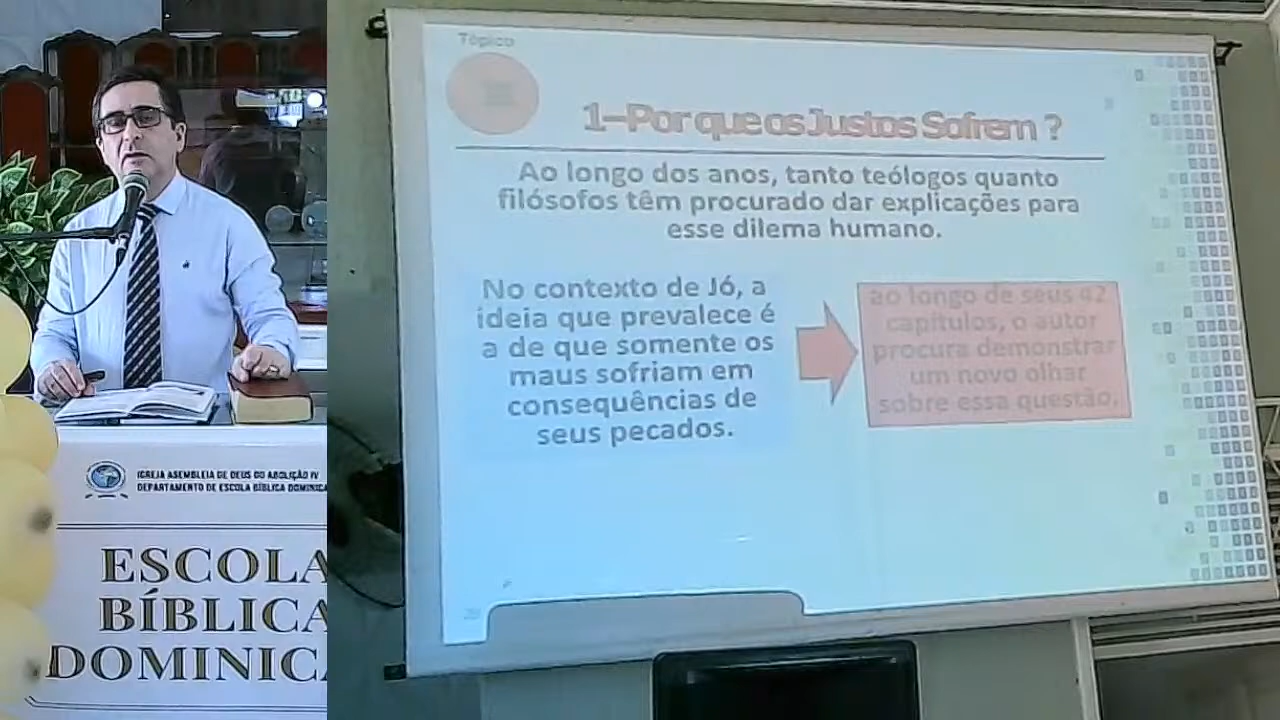 IGREJA ASEMBLEIA DE DEUS DO ABOLIÇÃO IV
DEPARTAMENTO DE ESCOLA BÍBLICA DOMINICA
ESCOLA
BÍBLICA
DOMINICA
Tópico
1–Por que os Justos Sofrem ?
Ao longo dos anos, tanto teólogos quanto
filósofos têm procurado dar explicações para
esse dilema humano.
No contexto de Jó, a
ideia que prevalece é
a de que somente os
maus sofriam em
consequências de
seus pecados.
ao longo de seus 42
capítulos, o autor
procura demonstrar
um novo olhar
sobre essa questão.